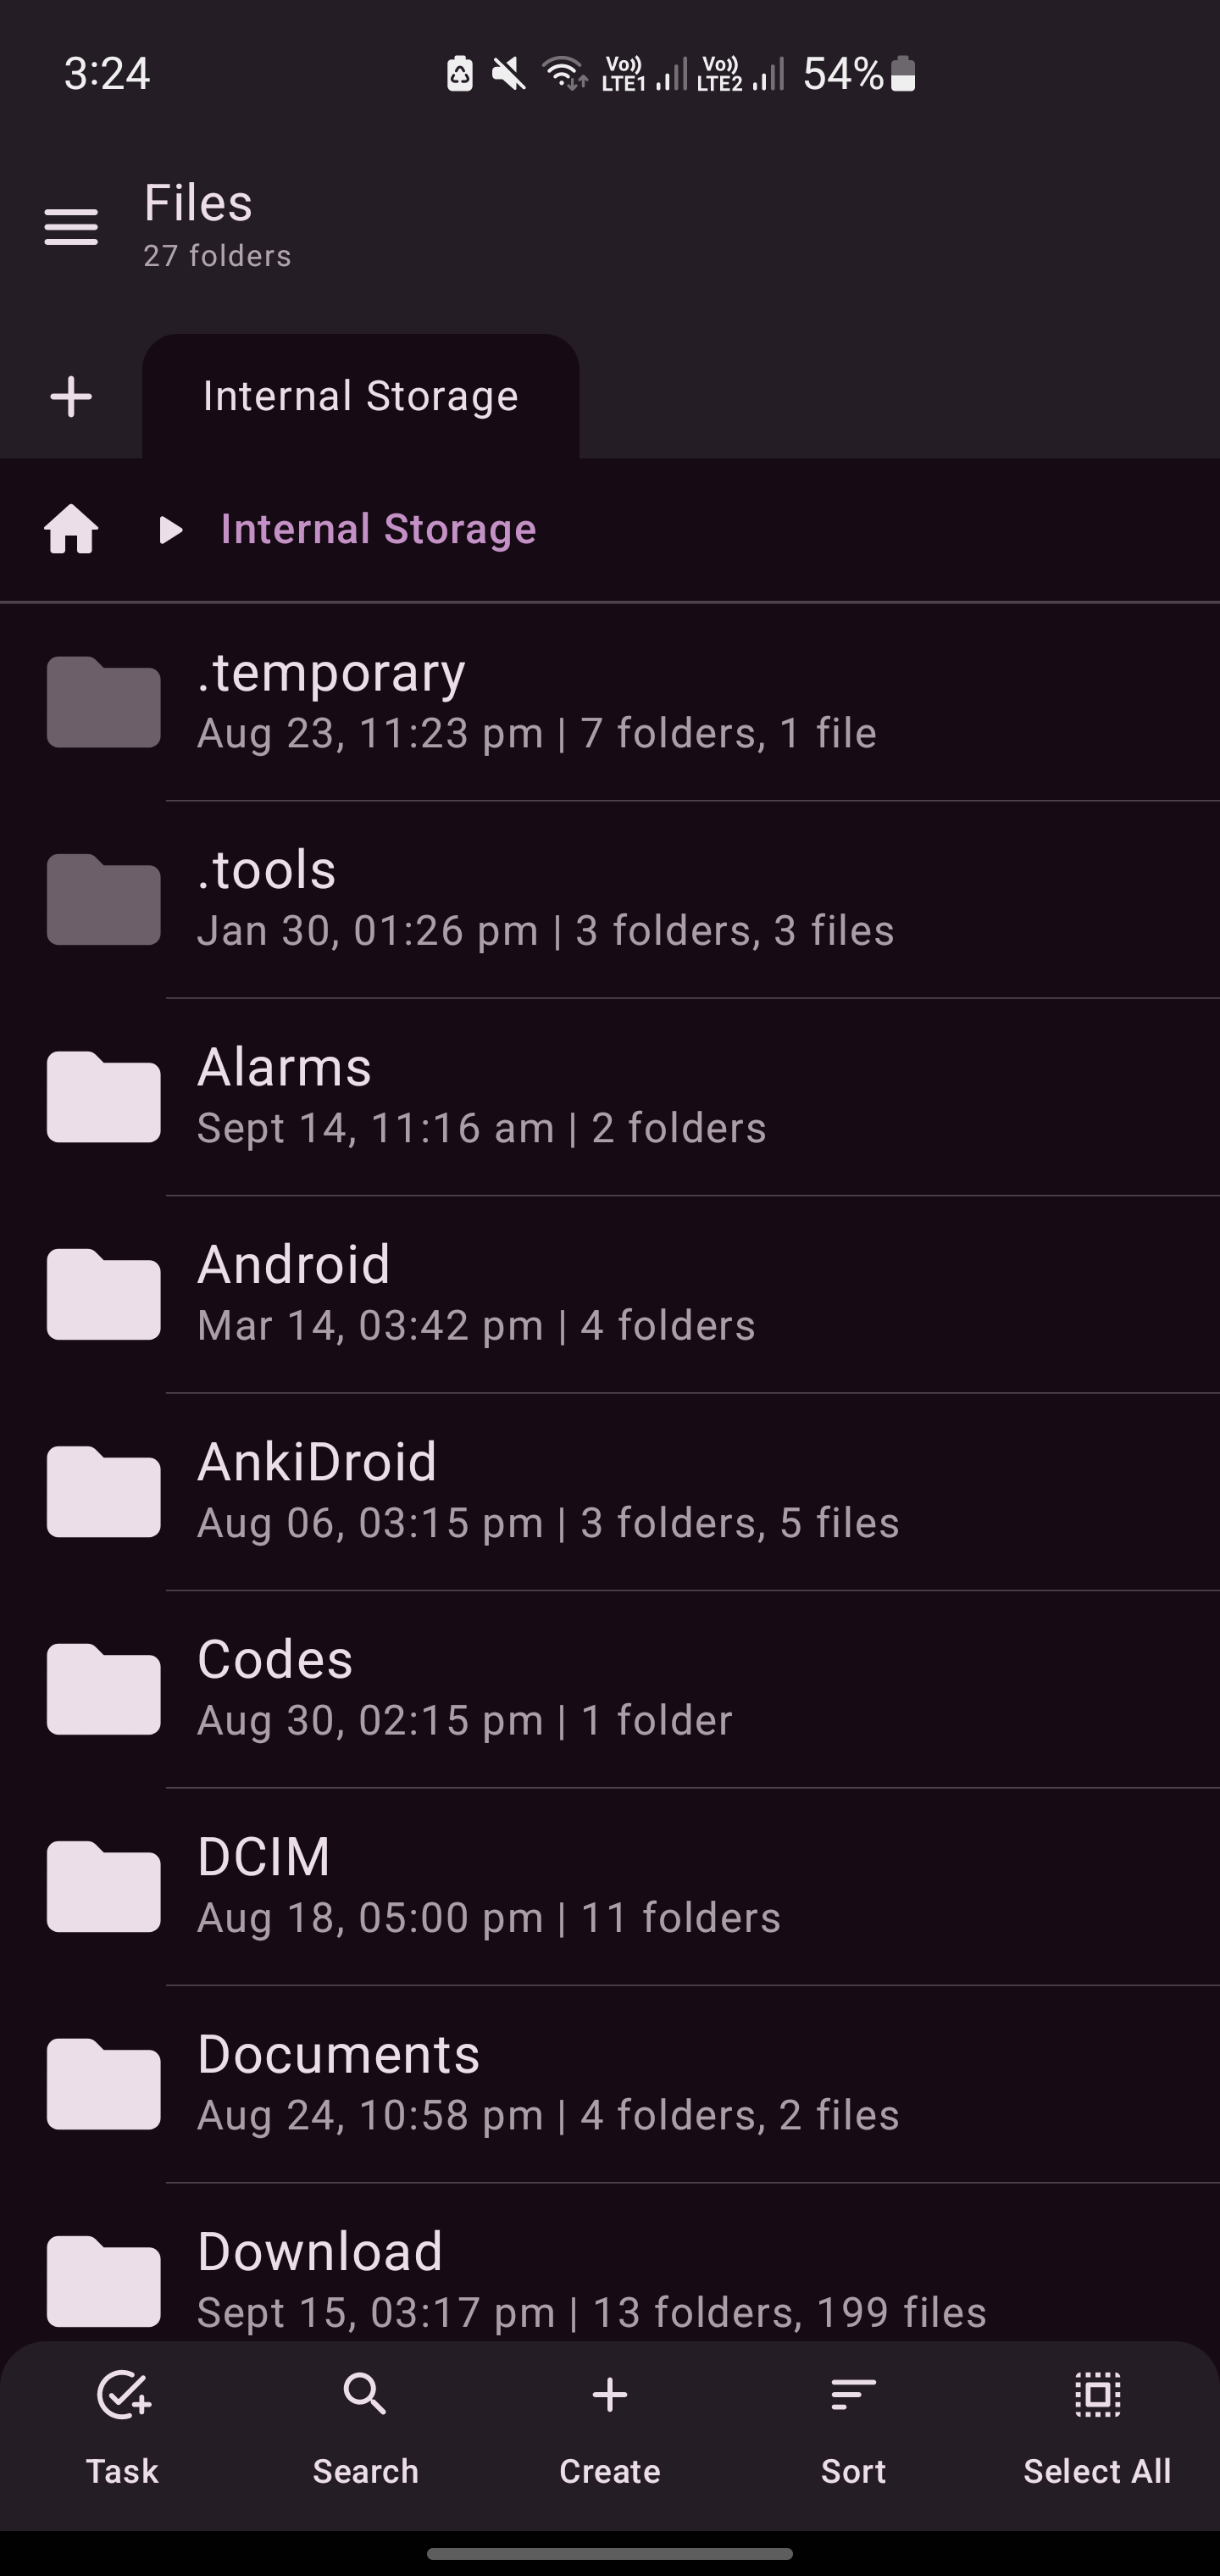 3:24 Vo)) LTE1 Vo)) LTE2 54%
Files
27 folders
Internal Storage
Internal Storage
.temporary
Aug 23, 11:23 pm | 7 folders, 1 file
.tools
Jan 30, 01:26 pm | 3 folders, 3 files
Alarms
Sept 14, 11:16 am | 2 folders
Android
Mar 14, 03:42 pm | 4 folders
AnkiDroid
Aug 06, 03:15 pm | 3 folders, 5 files
Codes
Aug 30, 02:15 pm | 1 folder
DCIM
Aug 18, 05:00 pm | 11 folders
Documents
Aug 24, 10:58 pm | 4 folders, 2 files
Download
Sept 15, 03:17 pm | 13 folders, 199 files
Task Search Create Sort Select All